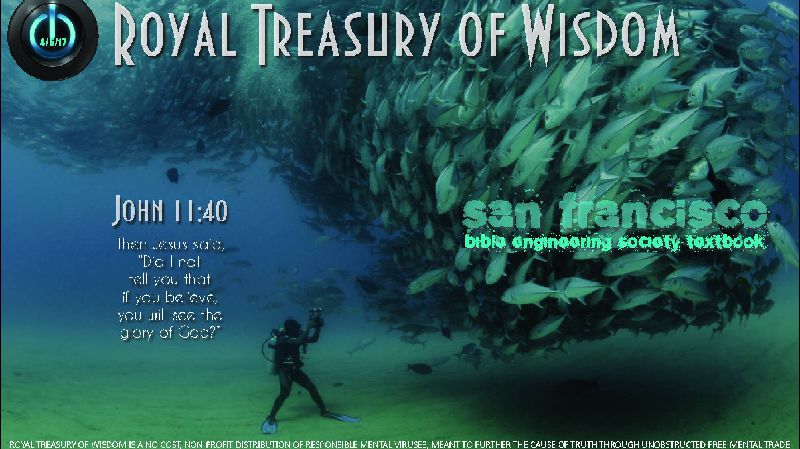 ROYAL TREASURY OF WISDOM
JOHN 11:40
Then Jesus said,
"Did I not
tell you that
if you believe,
you will see the
glory of God?"
san francisco
bible engineering society textbook
ROYAL TREASURY OF WISDOM IS A NO COST, NON-PROFIT DISTRIBUTION OF RESPONSIBLE MENTAL VIRUSES, MEANT TO FURTHER THE CAUSE OF TRUTH THROUGH UNOBSTRUCTED FREE MENTAL TRADE